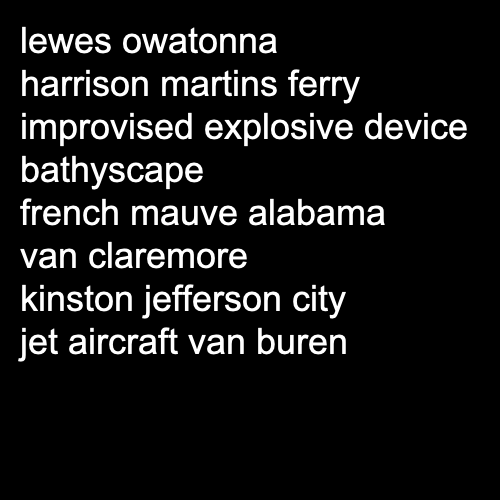 lewes owatonna
harrison martins ferry
improvised explosive device
bathyscape
french mauve alabama
van claremore
kinston jefferson city
jet aircraft van buren